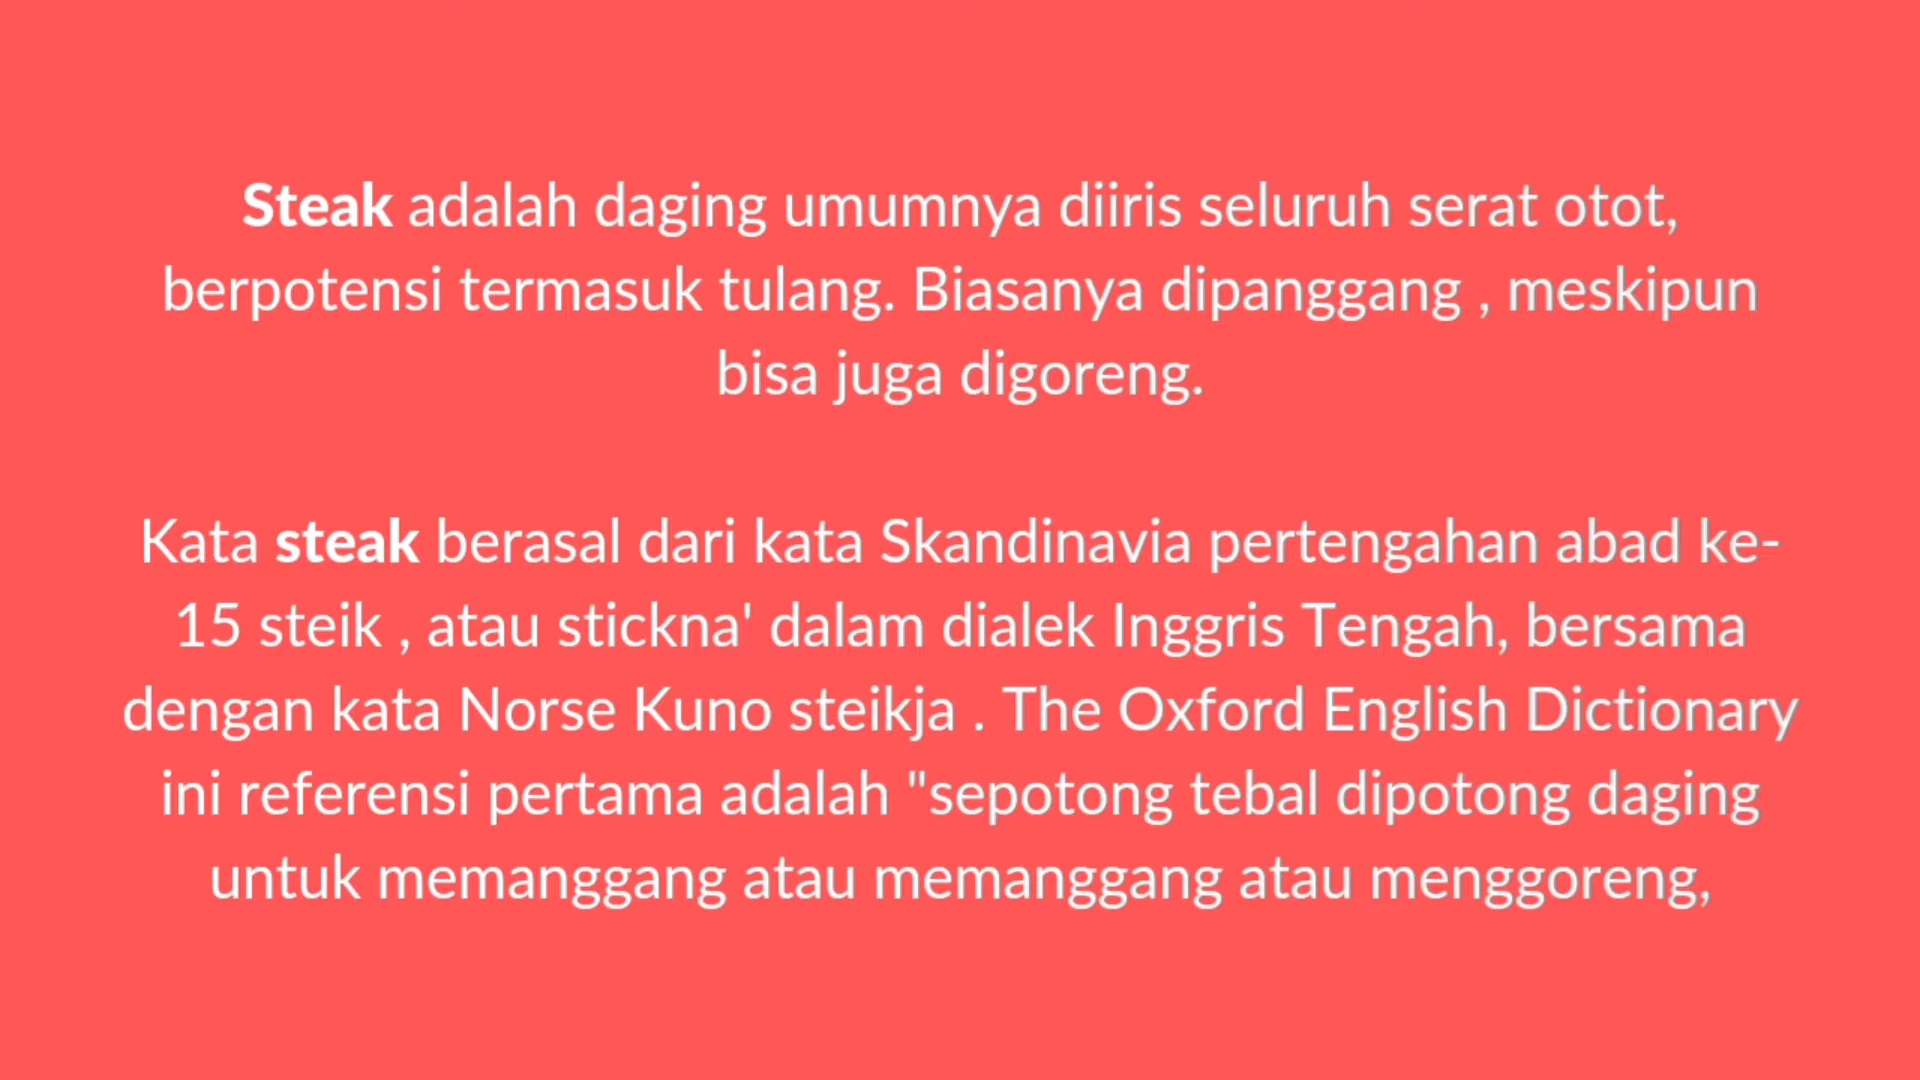 Steak adalah daging umumnya diiris seluruh serat otot,
berpotensi termasuk tulang. Biasanya dipanggang , meskipun
bisa juga digoreng.
Kata steak berasal dari kata Skandinavia pertengahan abad ke-
15 steik , atau stickna' dalam dialek Inggris Tengah, bersama
dengan kata Norse Kuno steikja . The Oxford English Dictionary
ini referensi pertama adalah "sepotong tebal dipotong daging
untuk memanggang atau memanggang atau menggoreng,